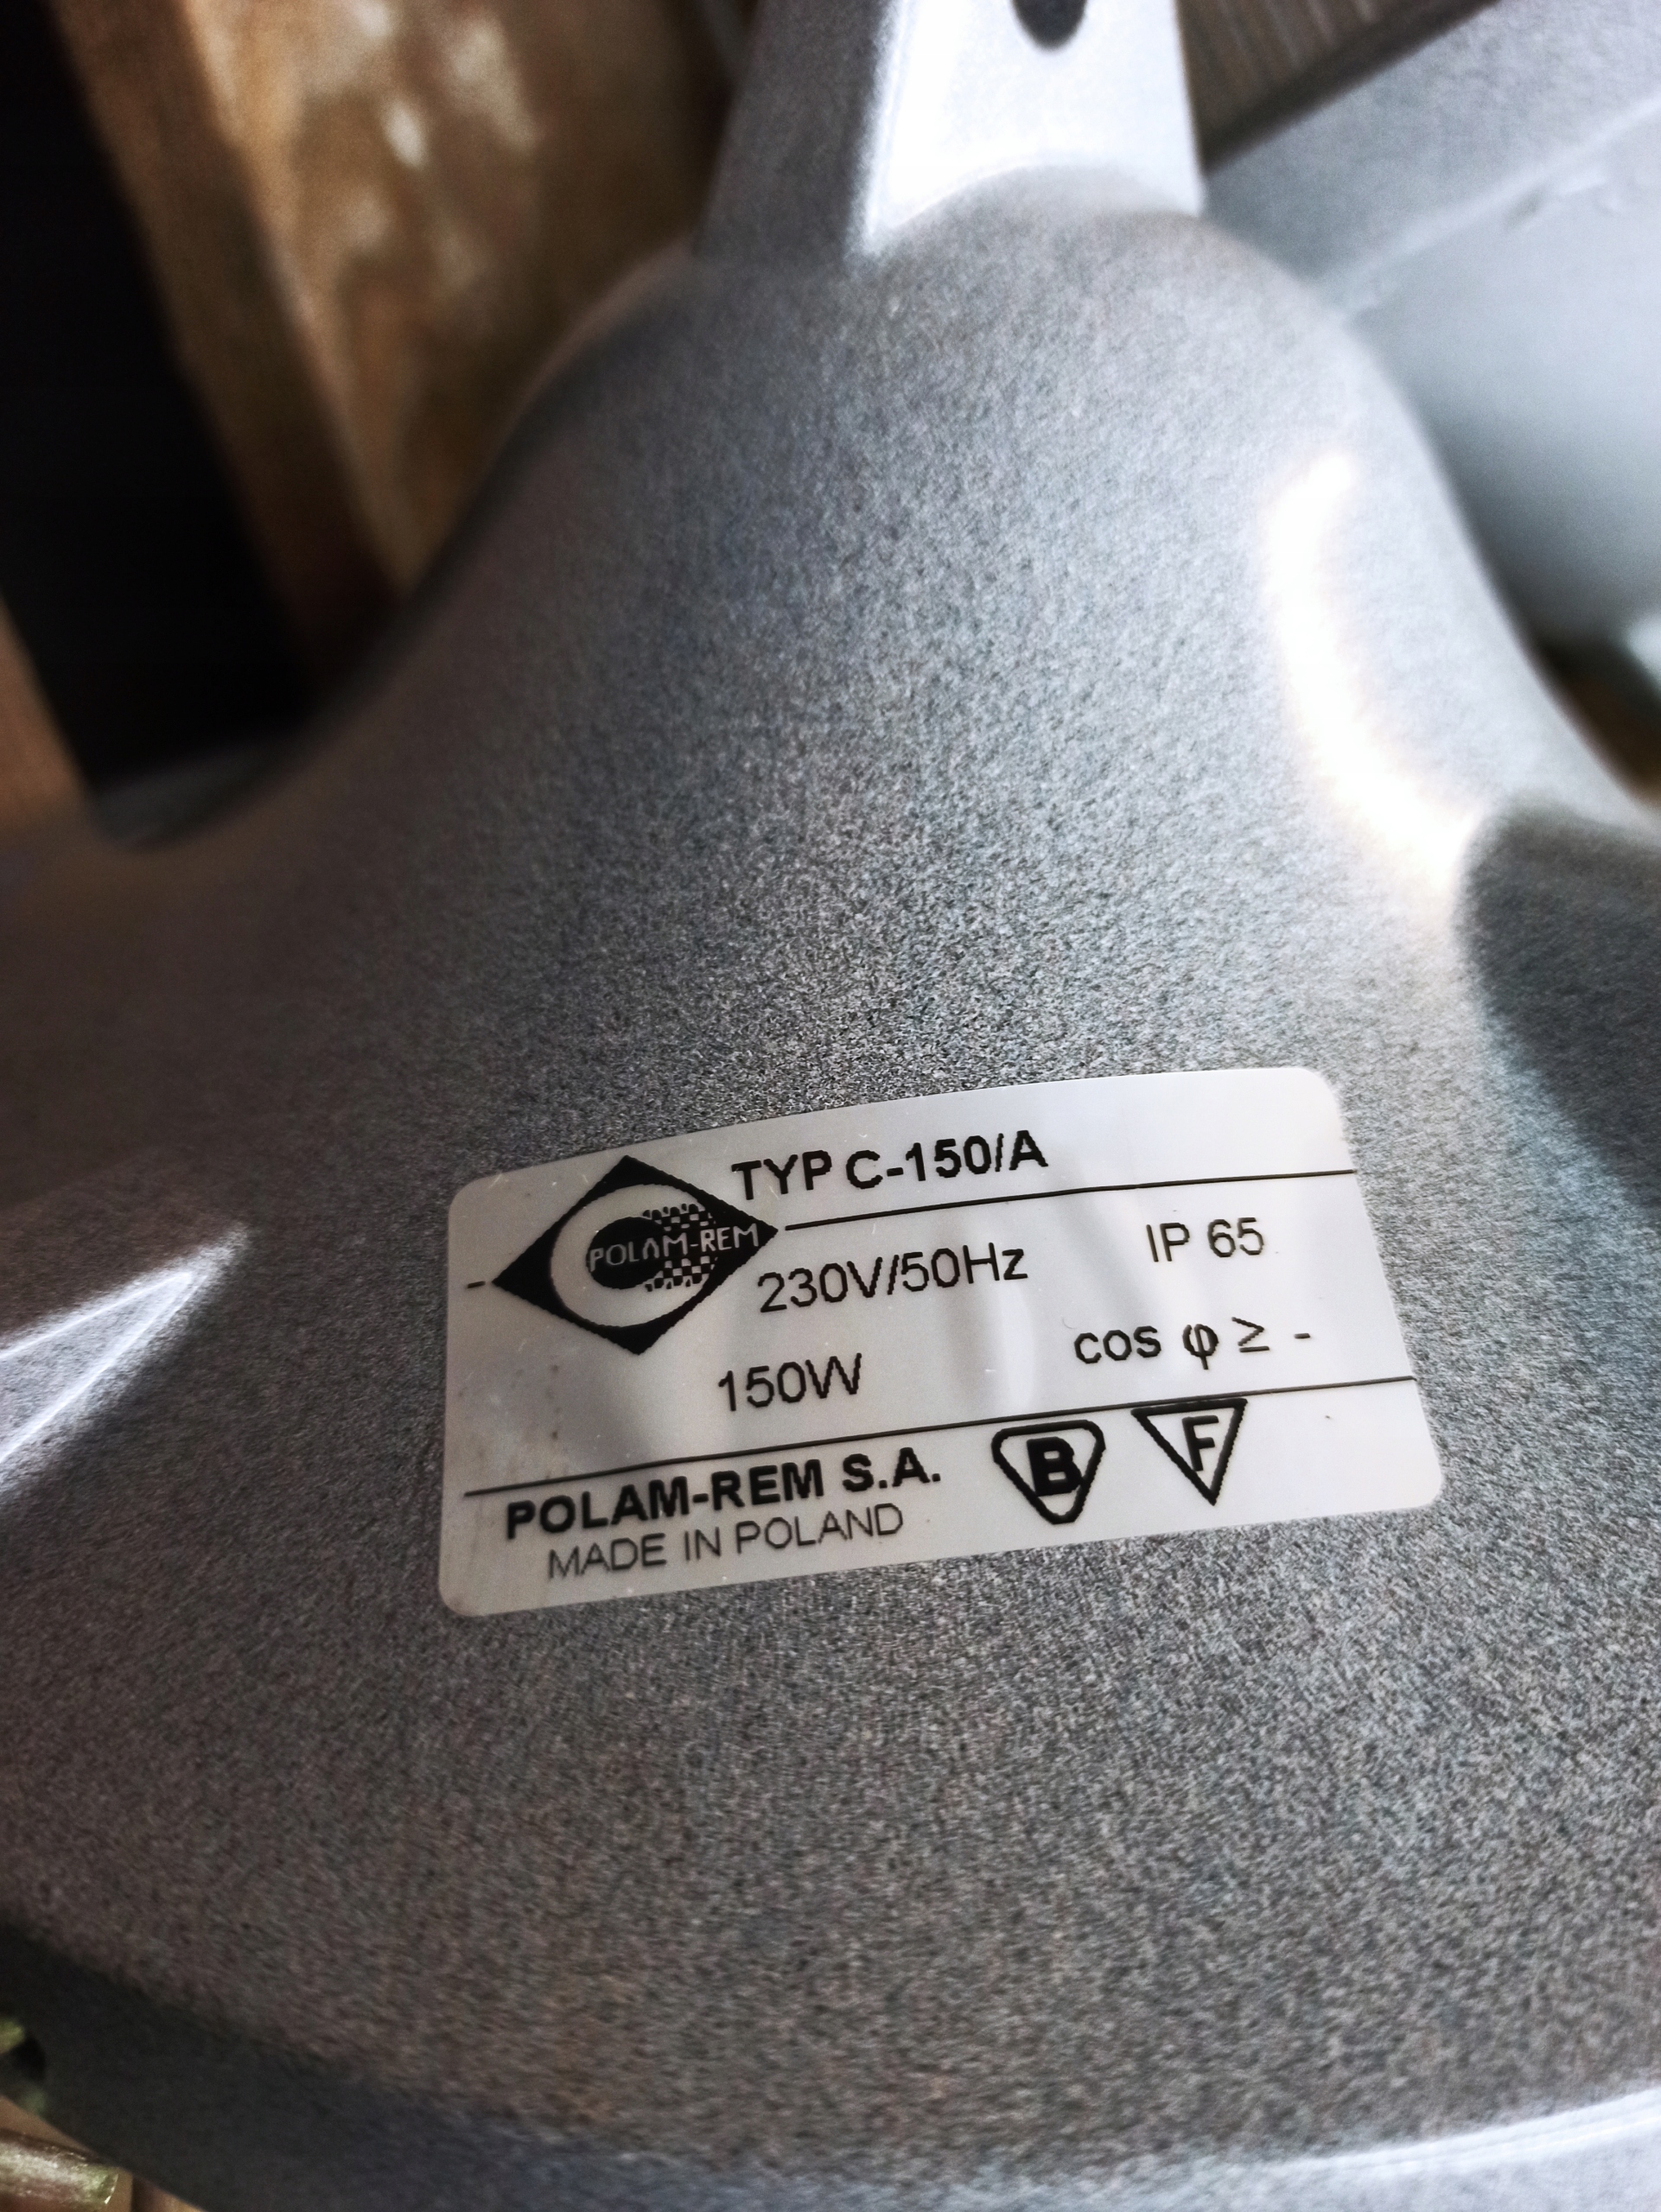 TYP C-150/A
POLAM-REM
230V/50Hz IP 65
150W cos φ ≥ -
POLAM-REM S.A. B F
MADE IN POLAND